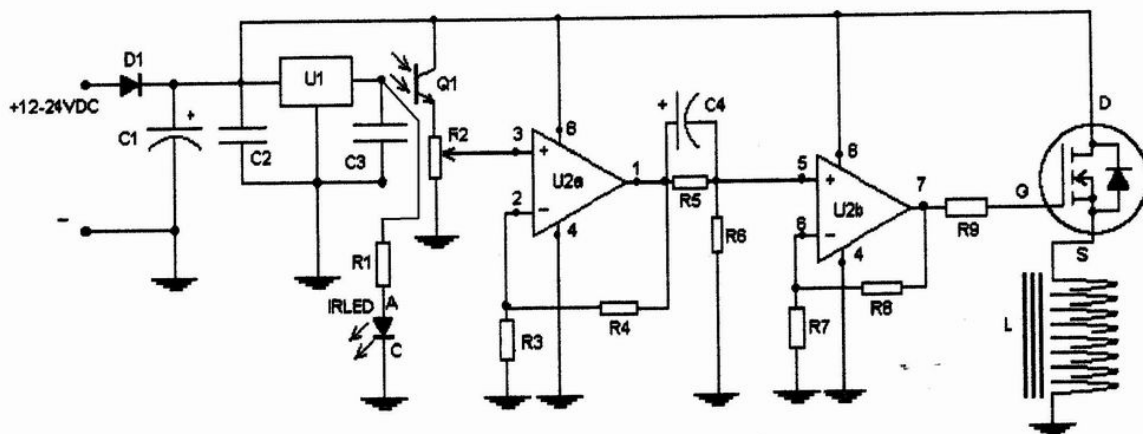 D1
+12-24VDC
C1
+
-
C2
U1
C3
Q1
R2
R1
IRLED
A
C
3
+
2
-
U2a
8
1
4
R3
R4
+
C4
R5
R6
5
+
6
-
U2b
8
7
4
R7
R8
R9
G
D
S
L